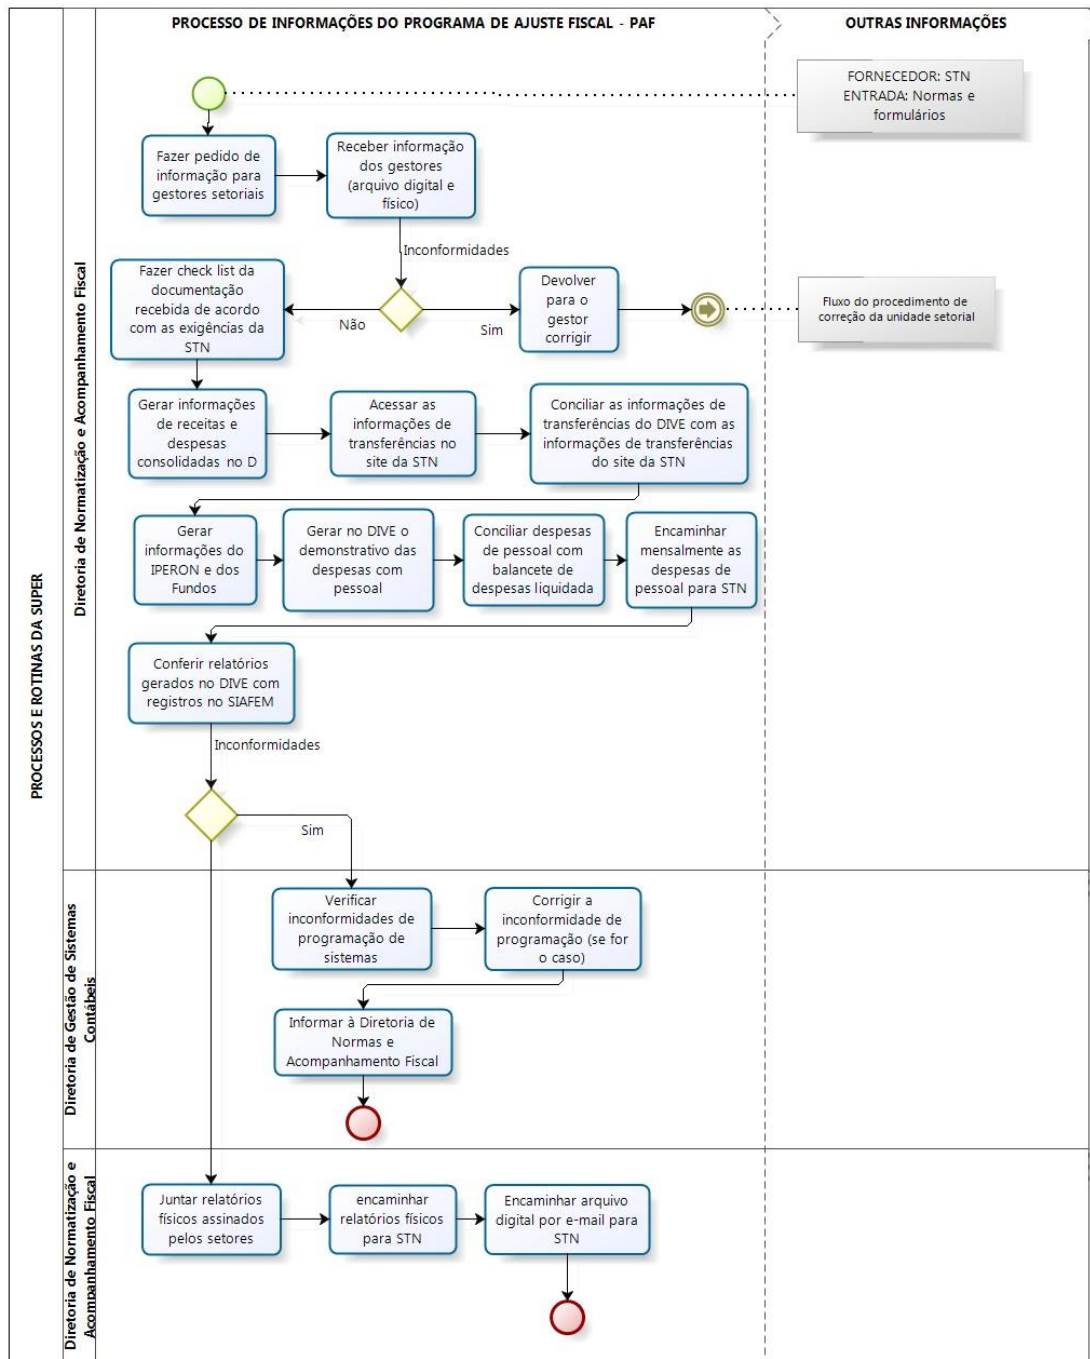 PROCESSO DE INFORMAÇÕES DO PROGRAMA DE AJUSTE FISCAL - PAF
OUTRAS INFORMAÇÕES
PROCESSOS E ROTINAS DA SUPER
Diretoria de Normatização e Acompanhamento Fiscal
FORNECEDOR: STN
ENTRADA: Normas e
formulários
Fazer pedido de
informação para
gestores setoriais
Receber informação
dos gestores
(arquivo digital e
físico)
Inconformidades
Fazer check list da
documentação
recebida de acordo
com as exigências da
STN
Não
Sim
Devolver
para o
gestor
corrigir
Fluxo do procedimento de
correção da unidade setorial
Gerar informações
de receitas e
despesas
consolidadas no D
Acessar as
informações de
transferências no
site da STN
Conciliar as informações de
transferências do DIVE com as
informações de transferências
do site da STN
Gerar
informações do
IPERON e dos
Fundos
Gerar no DIVE o
demonstrativo das
despesas com
pessoal
Conciliar despesas
de pessoal com
balancete de
despesas liquidada
Encaminhar
mensalmente as
despesas de
pessoal para STN
Conferir relatórios
gerados no DIVE com
registros no SIAFEM
Inconformidades
Sim
Diretoria de Gestão de Sistemas
Contábeis
Verificar
inconformidades de
programação de
sistemas
Corrigir a
inconformidade de
programação (se for
o caso)
Informar à Diretoria de
Normas e
Acompanhamento Fiscal
Diretoria de Normatização e
Acompanhamento Fiscal
Juntar relatórios
físicos assinados
pelos setores
encaminhar
relatórios físicos
para STN
Encaminhar arquivo
digital por e-mail para
STN